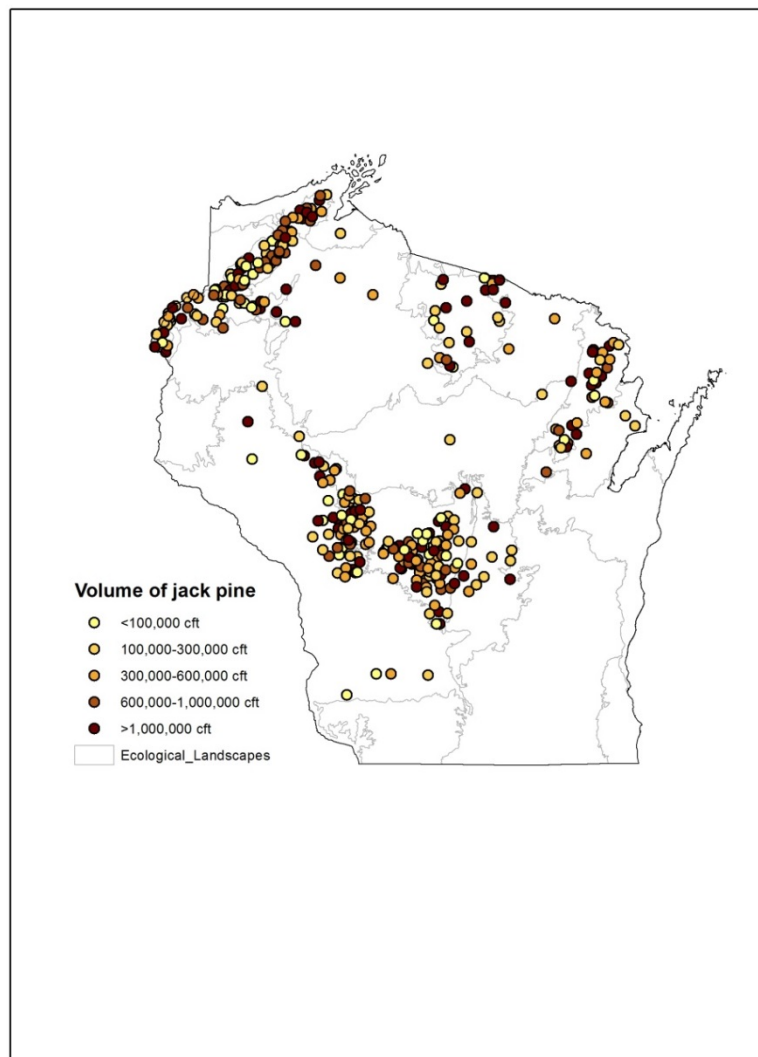 Volume of jack pine
<100,000 cft
100,000-300,000 cft
300,000-600,000 cft
600,000-1,000,000 cft
>1,000,000 cft
Ecological_Landscapes